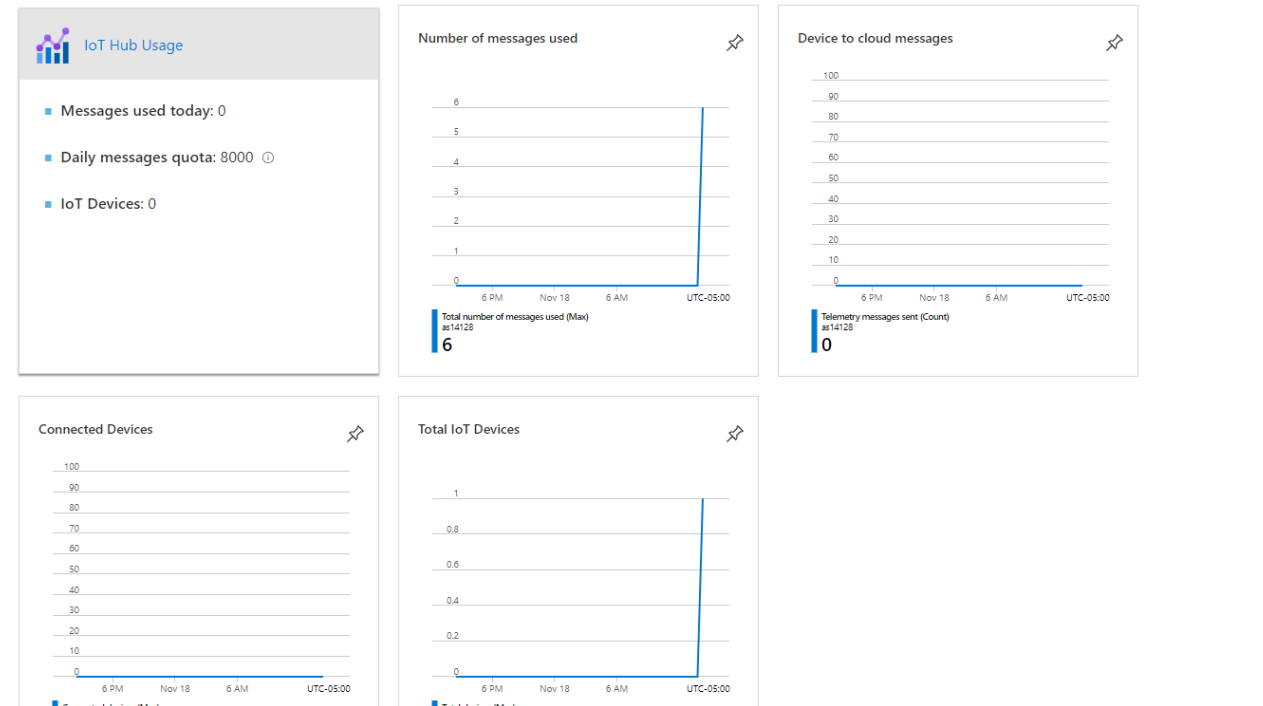 IoT Hub Usage
Messages used today: 0
Daily messages quota: 8000
IoT Devices: 0
Number of messages used
6
5
4
3
2
1
0
6 PM Nov 18 6 AM UTC-05:00
Total number of messages used (Max)
as14128
6
Device to cloud messages
100
90
80
70
60
50
40
30
20
10
0
6 PM Nov 18 6 AM UTC-05:00
Telemetry messages sent (Count)
as14128
0
Connected Devices
100
90
80
70
60
50
40
30
20
10
0
6 PM Nov 18 6 AM UTC-05:00
Total IoT Devices
1
0.8
0.6
0.4
0.2
0
6 PM Nov 18 6 AM UTC-05:00